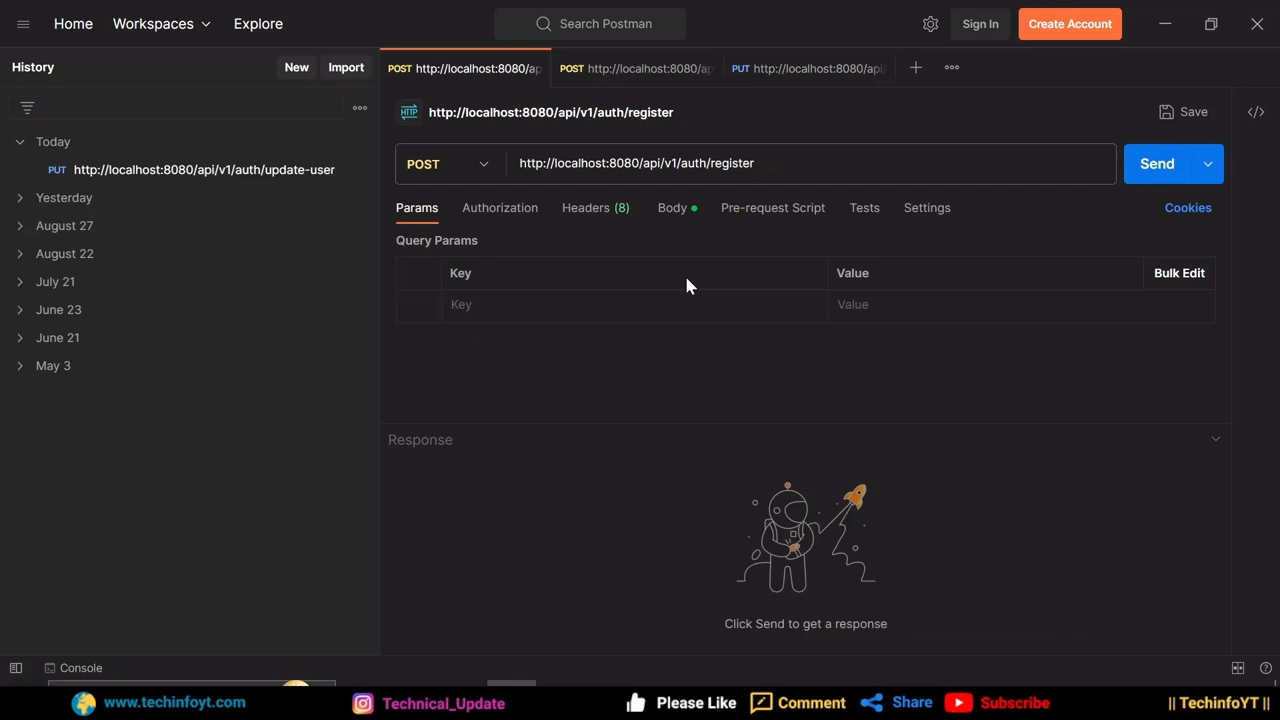 Home Workspaces Explore Search Postman Sign In Create Account
History New Import POST http://localhost:8080/ap POST http://localhost:8080/ap PUT http://localhost:8080/api/
HTTP http://localhost:8080/api/v1/auth/register Save </>
Today
PUT http://localhost:8080/api/v1/auth/update-user
Yesterday
August 27
August 22
July 21
June 23
June 21
May 3
POST http://localhost:8080/api/v1/auth/register Send
Params Authorization Headers (8) Body Pre-request Script Tests Settings Cookies
Query Params
Key Value Bulk Edit
Key Value
Response
Click Send to get a response
Console
www.techinfoyt.com Technical_Update Please Like Comment Share Subscribe || TechinfoYT ||